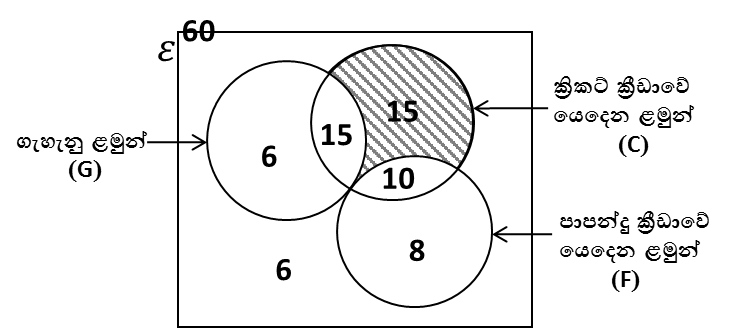 60
ε
ක්‍රිකට් ක්‍රීඩාවේ
යෙදෙන ළමුන්
(C)
15
15
ගැහැනු ළමුන්
(G)
6
10
පාපන්දු ක්‍රීඩාවේ
යෙදෙන ළමුන්
(F)
8
6